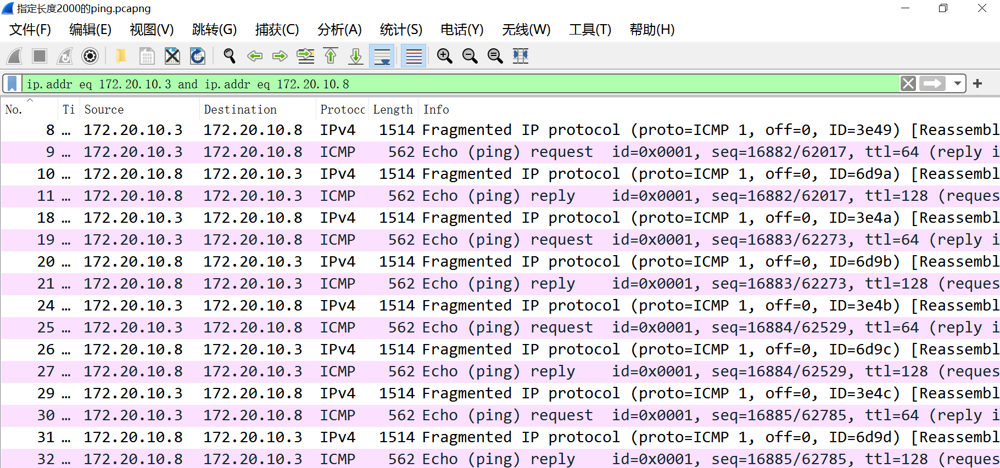 指定长度2000的ping.pcapng
文件(F) 编辑(E) 视图(V) 跳转(G) 捕获(C) 分析(A) 统计(S) 电话(Y) 无线(W) 工具(T) 帮助(H)
ip.addr eq 172.20.10.3 and ip.addr eq 172.20.10.8
No. Ti Source Destination Protocc Length Info
8 … 172.20.10.3 172.20.10.8 IPv4 1514 Fragmented IP protocol (proto=ICMP 1, off=0, ID=3e49) [Reassembl
9 … 172.20.10.3 172.20.10.8 ICMP 562 Echo (ping) request id=0x0001, seq=16882/62017, ttl=64 (reply i
10 … 172.20.10.8 172.20.10.3 IPv4 1514 Fragmented IP protocol (proto=ICMP 1, off=0, ID=6d9a) [Reassembl
11 … 172.20.10.8 172.20.10.3 ICMP 562 Echo (ping) reply id=0x0001, seq=16882/62017, ttl=128 (reques
18 … 172.20.10.3 172.20.10.8 IPv4 1514 Fragmented IP protocol (proto=ICMP 1, off=0, ID=3e4a) [Reassembl
19 … 172.20.10.3 172.20.10.8 ICMP 562 Echo (ping) request id=0x0001, seq=16883/62273, ttl=64 (reply i
20 … 172.20.10.8 172.20.10.3 IPv4 1514 Fragmented IP protocol (proto=ICMP 1, off=0, ID=6d9b) [Reassembl
21 … 172.20.10.8 172.20.10.3 ICMP 562 Echo (ping) reply id=0x0001, seq=16883/62273, ttl=128 (reques
24 … 172.20.10.3 172.20.10.8 IPv4 1514 Fragmented IP protocol (proto=ICMP 1, off=0, ID=3e4b) [Reassembl
25 … 172.20.10.3 172.20.10.8 ICMP 562 Echo (ping) request id=0x0001, seq=16884/62529, ttl=64 (reply i
26 … 172.20.10.8 172.20.10.3 IPv4 1514 Fragmented IP protocol (proto=ICMP 1, off=0, ID=6d9c) [Reassembl
27 … 172.20.10.8 172.20.10.3 ICMP 562 Echo (ping) reply id=0x0001, seq=16884/62529, ttl=128 (reques
29 … 172.20.10.3 172.20.10.8 IPv4 1514 Fragmented IP protocol (proto=ICMP 1, off=0, ID=3e4c) [Reassembl
30 … 172.20.10.3 172.20.10.8 ICMP 562 Echo (ping) request id=0x0001, seq=16885/62785, ttl=64 (reply i
31 … 172.20.10.8 172.20.10.3 IPv4 1514 Fragmented IP protocol (proto=ICMP 1, off=0, ID=6d9d) [Reassembl
32 … 172.20.10.8 172.20.10.3 ICMP 562 Echo (ping) reply id=0x0001, seq=16885/62785, ttl=128 (reques